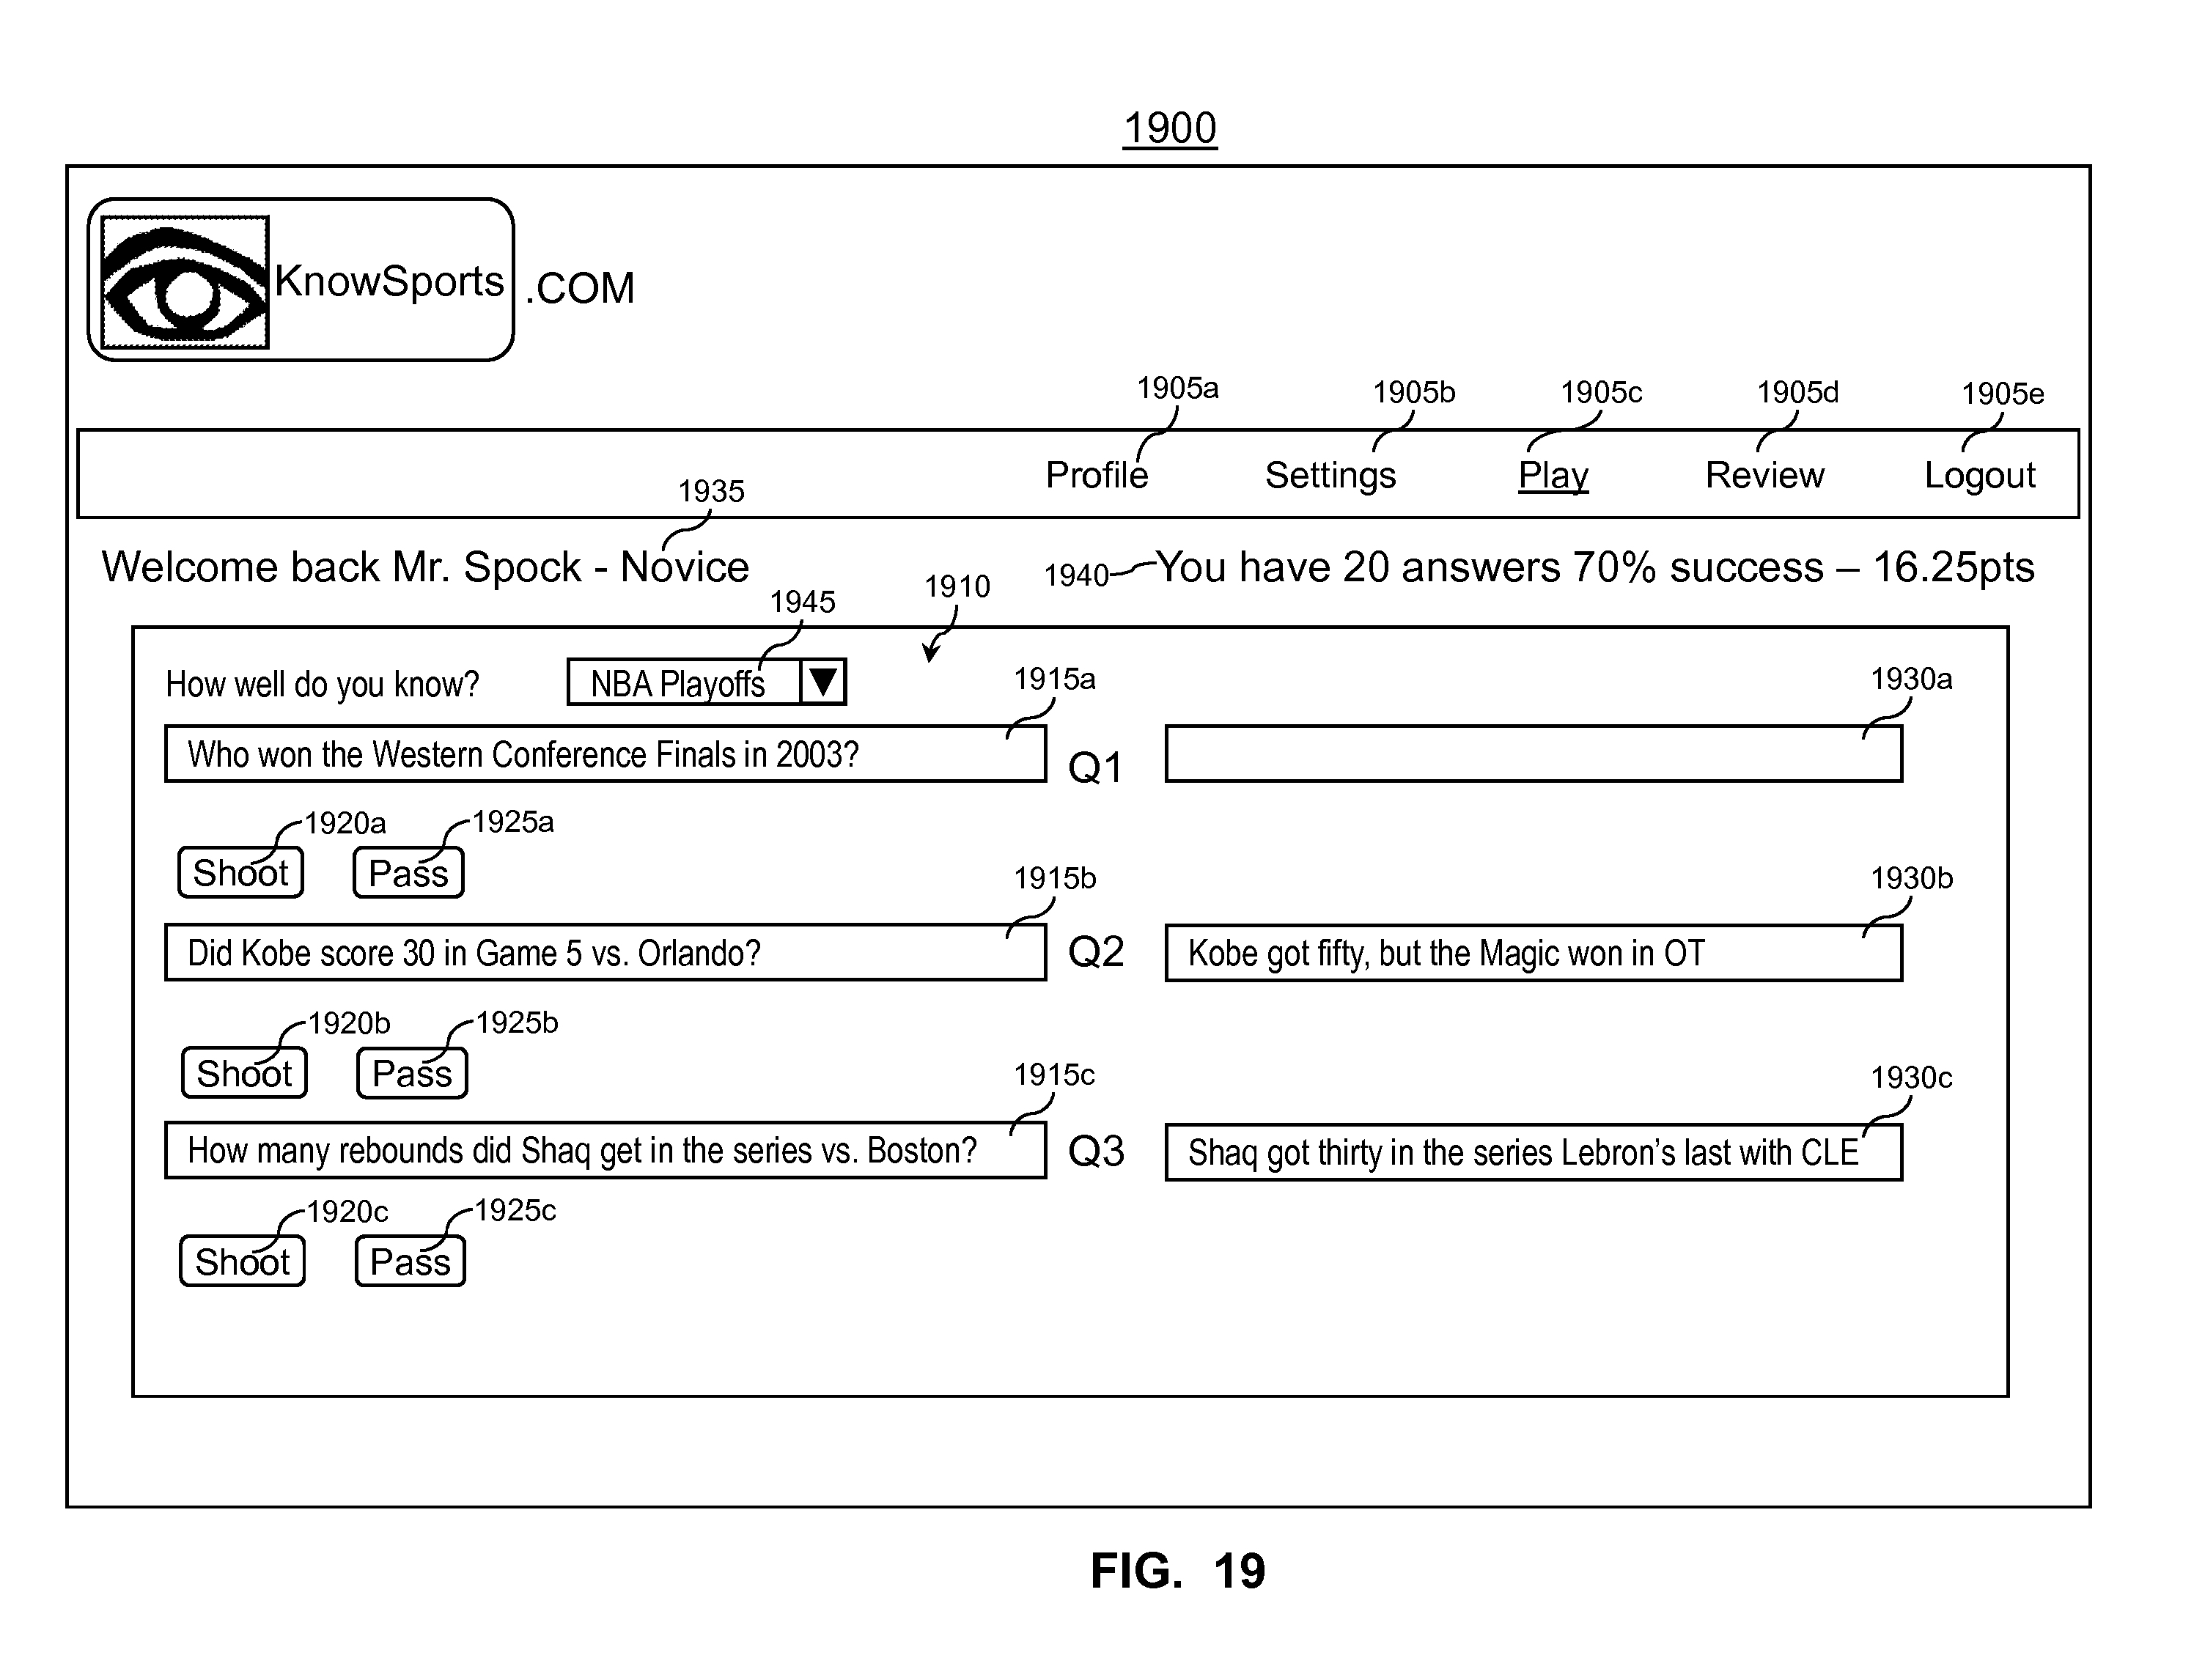 1900
KnowSports .COM
1905a 1905b 1905c 1905d 1905e
Profile Settings Play Review Logout
1935
Welcome back Mr. Spock - Novice 1940 You have 20 answers 70% success – 16.25pts
1945 1910
How well do you know? NBA Playoffs 1915a 1930a
Who won the Western Conference Finals in 2003? Q1
1920a 1925a
Shoot Pass 1915b 1930b
Did Kobe score 30 in Game 5 vs. Orlando? Q2 Kobe got fifty, but the Magic won in OT
1920b 1925b
Shoot Pass 1915c 1930c
How many rebounds did Shaq get in the series vs. Boston? Q3 Shaq got thirty in the series Lebron's last with CLE
1920c 1925c
Shoot Pass
FIG. 19